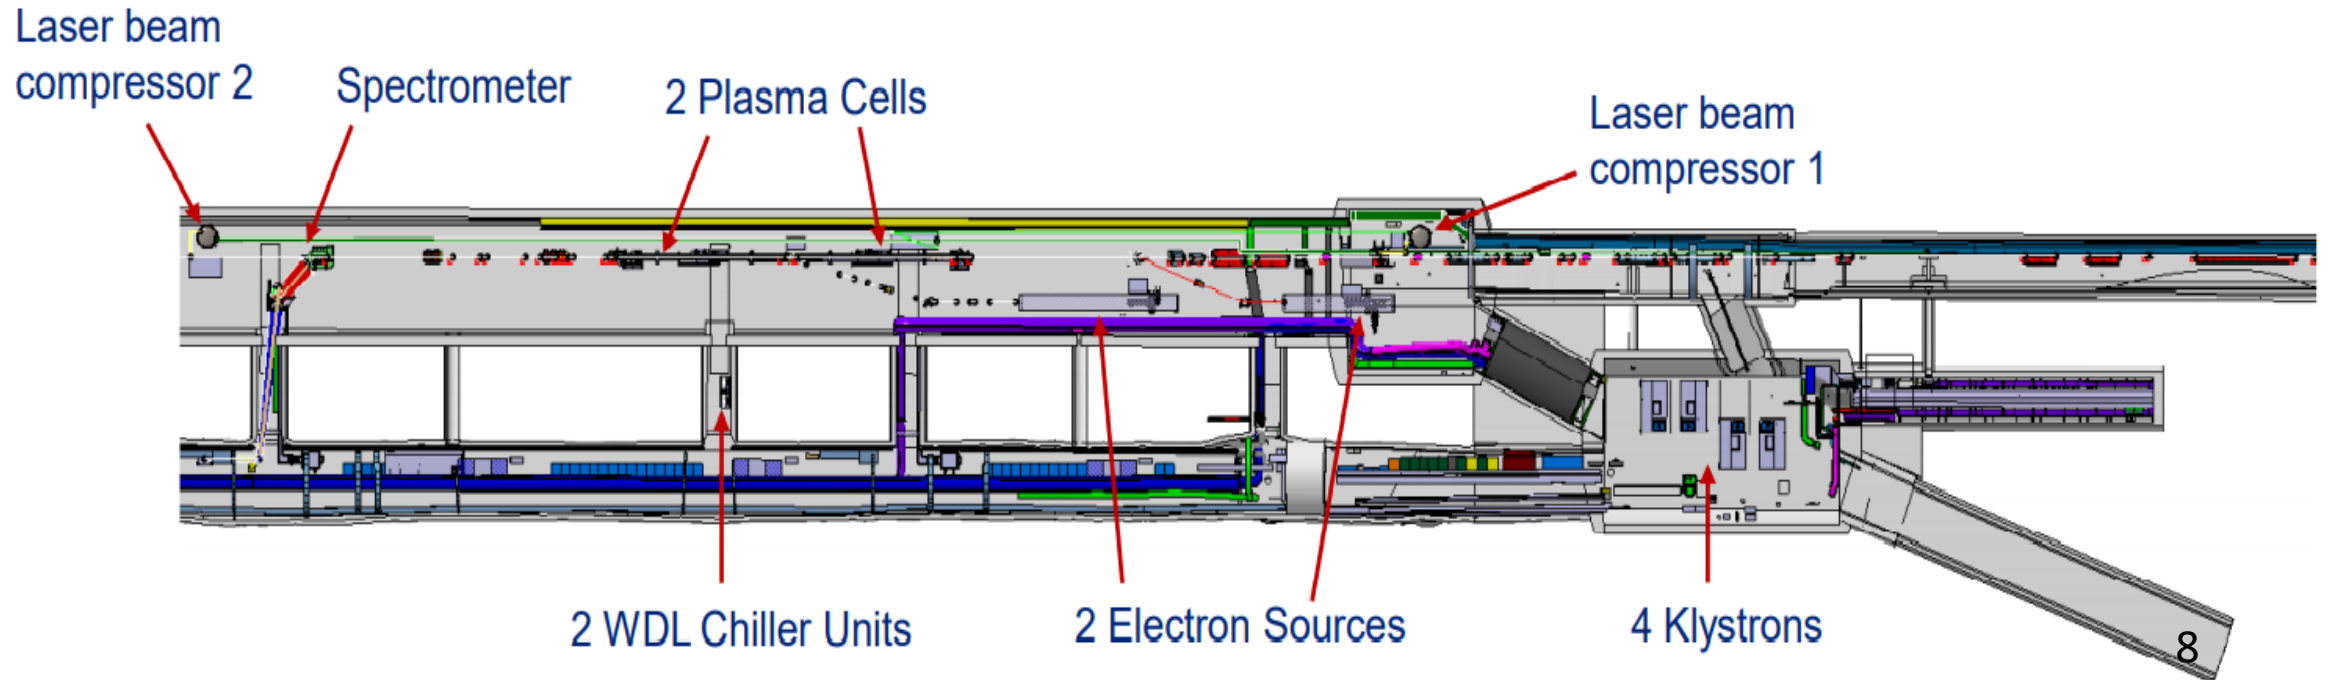 Laser beam
compressor 2
Spectrometer
2 Plasma Cells
Laser beam
compressor 1
2 WDL Chiller Units
2 Electron Sources
4 Klystrons
8